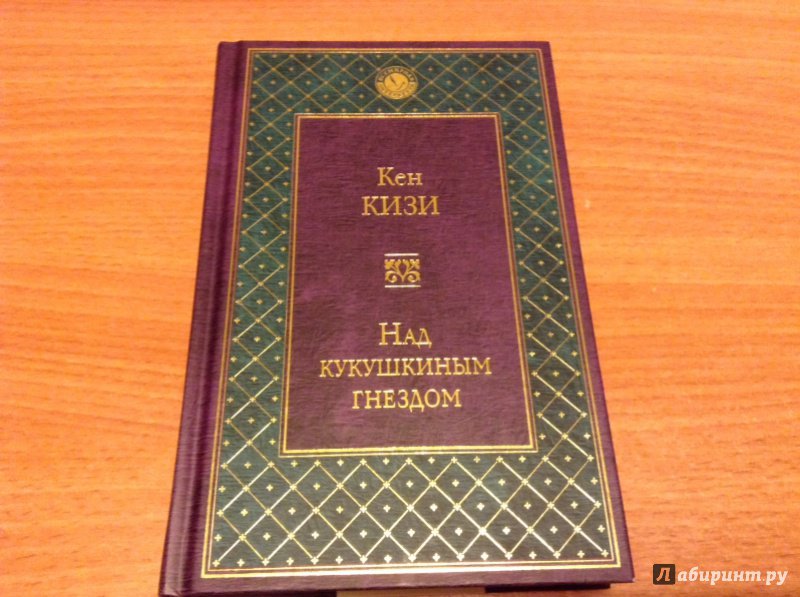 Кен
КИЗИ
НАД
КУКУШКИНЫМ
ГНЕЗДОМ
Лабиринт.ру